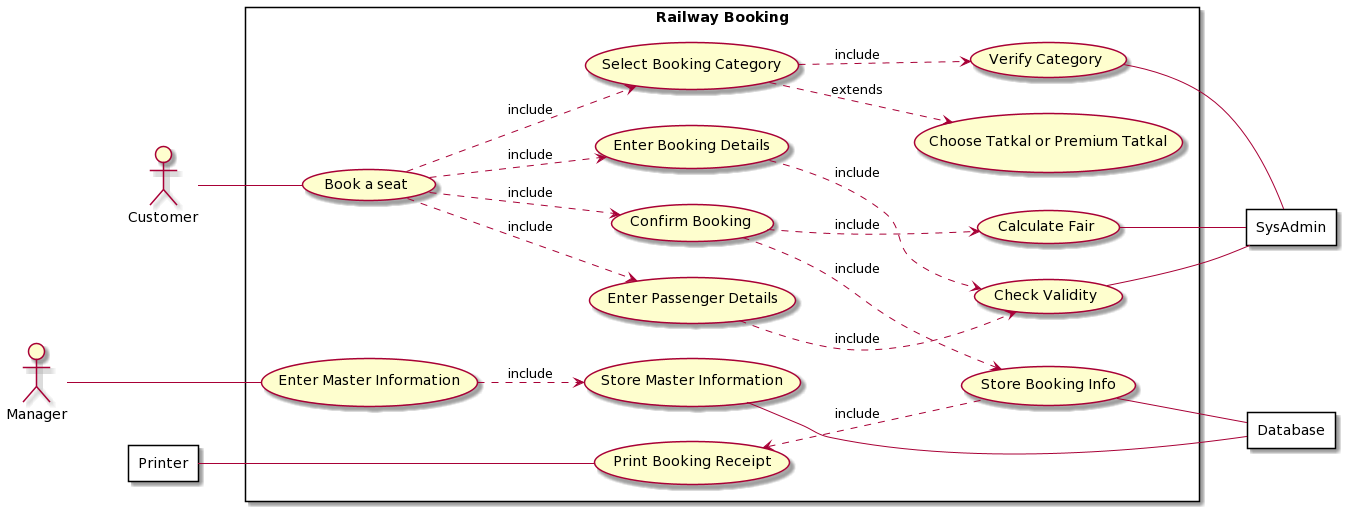 Railway Booking
Select Booking Category
include
Verify Category
extends
Choose Tatkal or Premium Tatkal
include
Enter Booking Details
include
include
Customer
Book a seat
include
Confirm Booking
include
Calculate Fair
SysAdmin
include
Enter Passenger Details
include
Check Validity
include
Manager
Enter Master Information
include
Store Master Information
Store Booking Info
include
Database
Printer
Print Booking Receipt